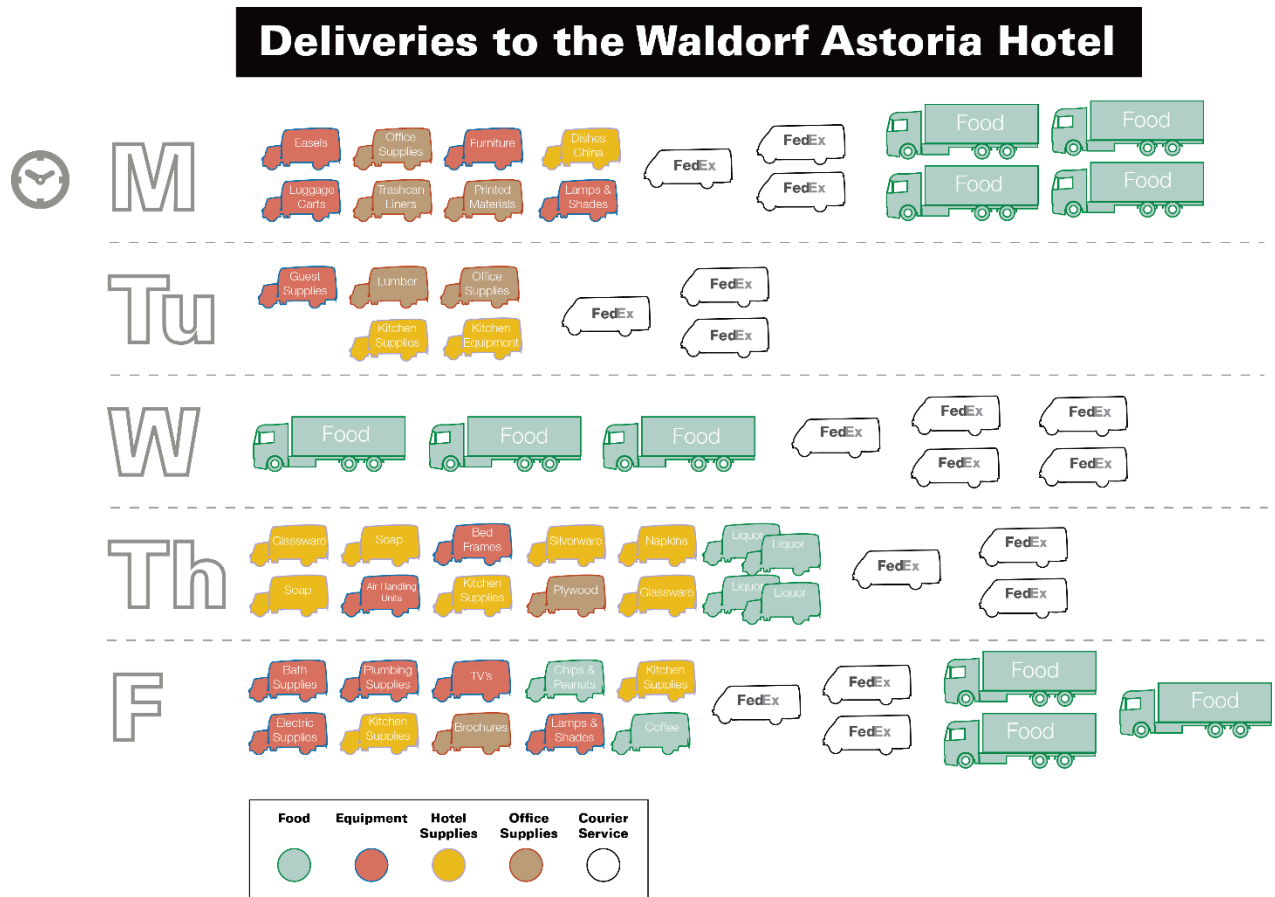 Deliveries to the Waldorf Astoria Hotel
M
Easels
Office
Supplies
Furniture
Dishes
China
Luggage
Carts
Trashcan
Liners
Printed
Materials
Lamps &
Shades
FedEx
FedEx
FedEx
Food
Food
Food
Food
Tu
Guest
Supplies
Lumber
Office
Supplies
Kitchen
Supplies
Kitchen
Equipment
FedEx
FedEx
FedEx
W
Food
Food
Food
FedEx
FedEx
FedEx
FedEx
FedEx
Th
Glassware
Soap
Bed
Frames
Silverware
Napkins
Liquor
Liquor
Soap
Air Handling
Units
Kitchen
Supplies
Plywood
Glassware
Liquor
Liquor
FedEx
FedEx
FedEx
F
Bath
Supplies
Plumbing
Supplies
TV's
Chips &
Peanuts
Kitchen
Supplies
Electric
Supplies
Kitchen
Supplies
Brochures
Lamps &
Shades
Coffee
FedEx
FedEx
FedEx
Food
Food
Food
Food
Equipment
Hotel
Supplies
Office
Supplies
Courier
Service